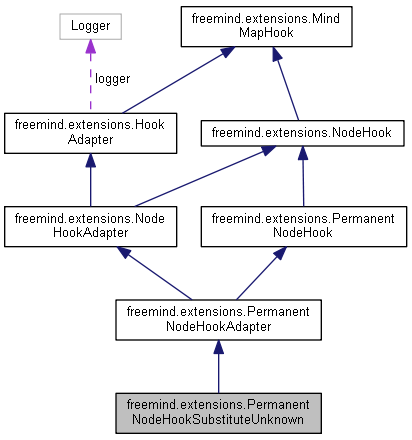 Logger
freemind.extensions.Mind
MapHook
logger
freemind.extensions.Hook
Adapter
freemind.extensions.NodeHook
freemind.extensions.Node
HookAdapter
freemind.extensions.Permanent
NodeHook
freemind.extensions.Permanent
NodeHookAdapter
freemind.extensions.Permanent
NodeHookSubstituteUnknown